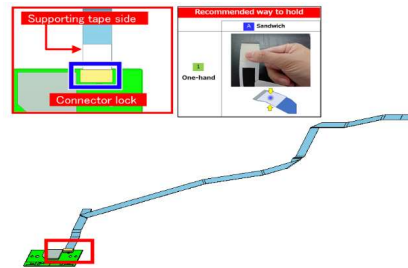 Supporting tape side
Connector lock
Recommended way to hold
A Sandwich
1
One-hand